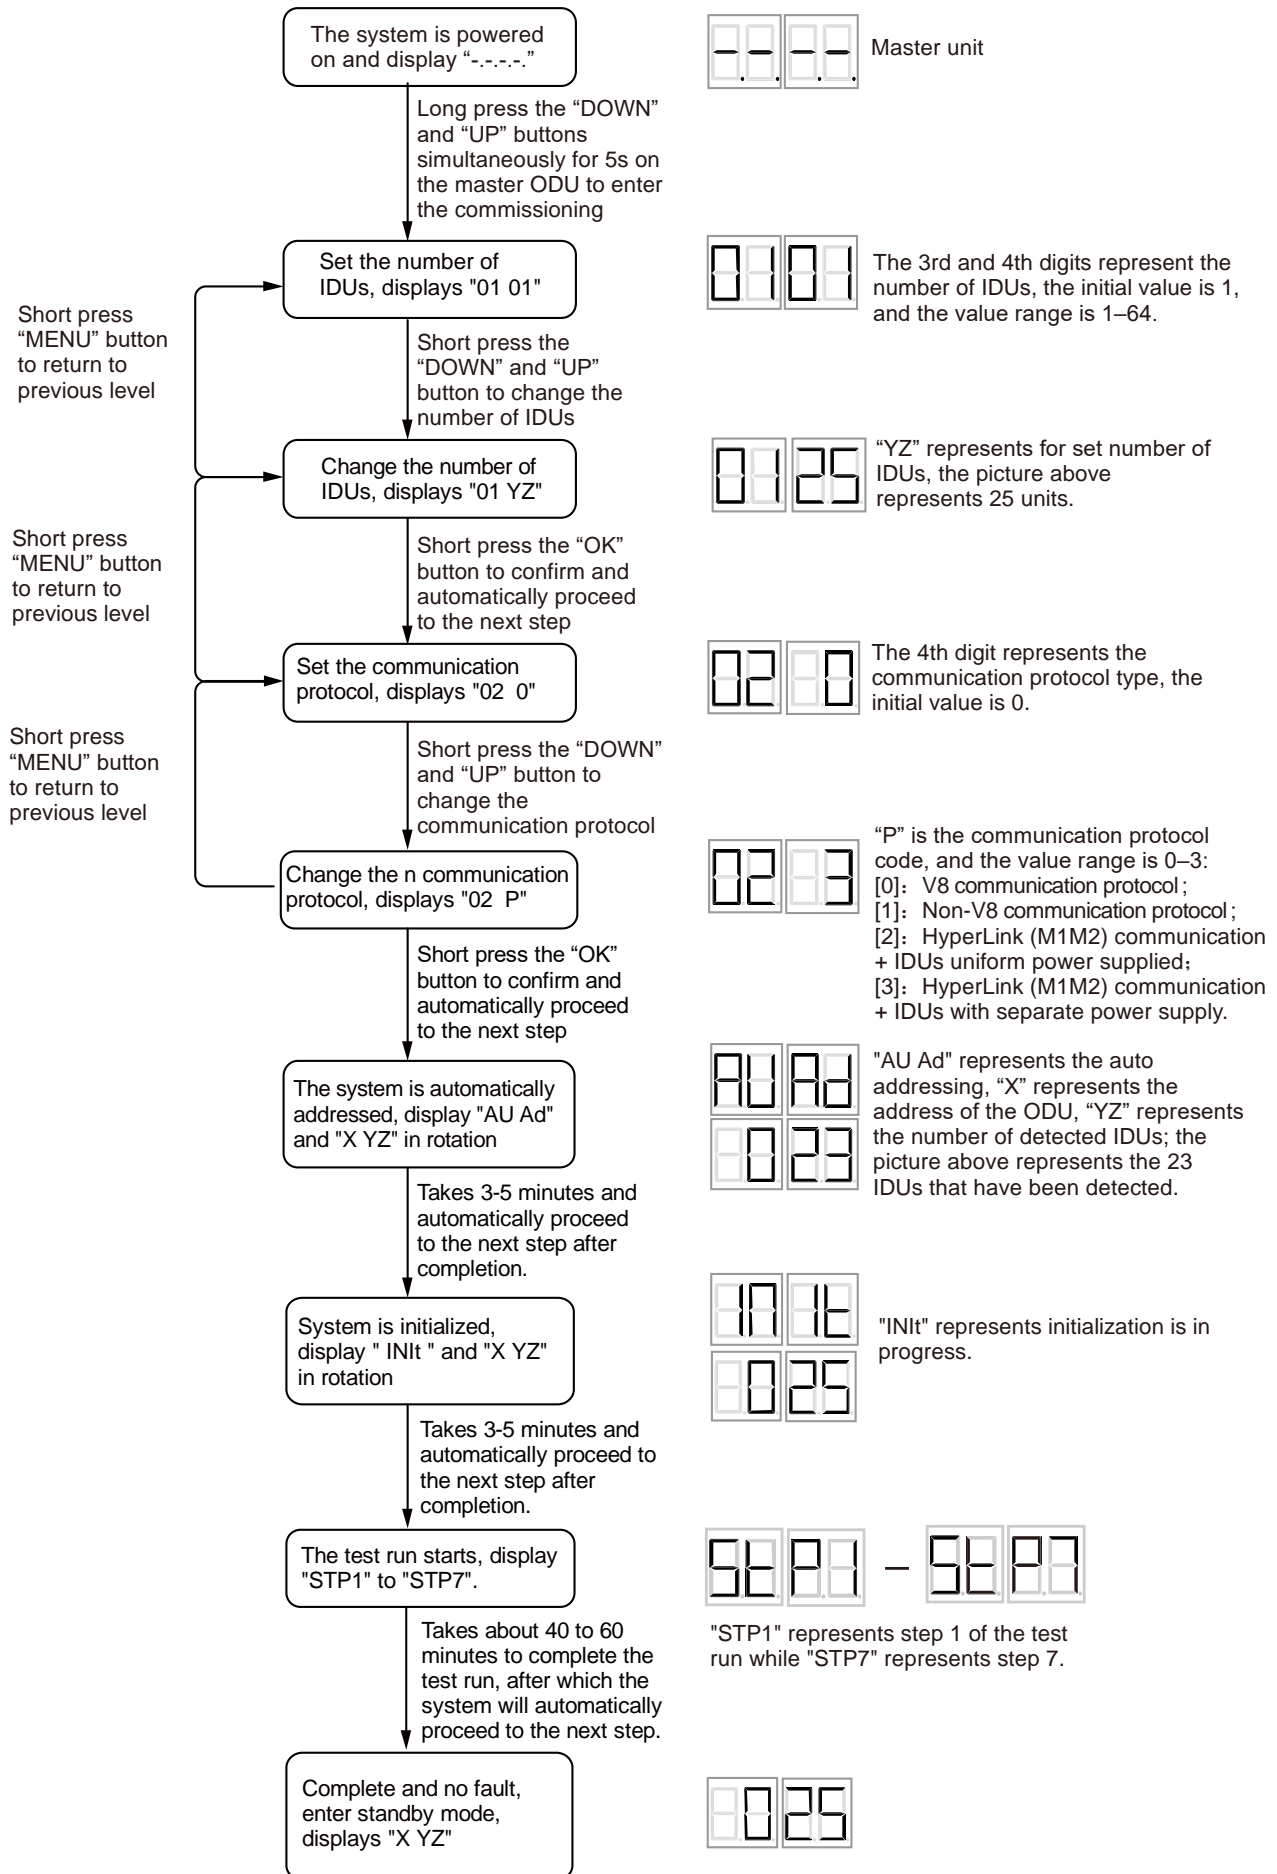 The system is powered
on and display “-.-.-.-.”
-.-.-.-.
Master unit
Long press the “DOWN”
and “UP” buttons
simultaneously for 5s on
the master ODU to enter
the commissioning
Set the number of
IDUs, displays "01 01"
0101
The 3rd and 4th digits represent the
number of IDUs, the initial value is 1,
and the value range is 1–64.
Short press
“MENU” button
to return to
previous level
Short press the
“DOWN” and “UP”
button to change the
number of IDUs
Change the number of
IDUs, displays "01 YZ"
0125
“YZ” represents for set number of
IDUs, the picture above
represents 25 units.
Short press
“MENU” button
to return to
previous level
Short press the “OK”
button to confirm and
automatically proceed
to the next step
Set the communication
protocol, displays "02 0"
02 0
The 4th digit represents the
communication protocol type, the
initial value is 0.
Short press
“MENU” button
to return to
previous level
Short press the “DOWN”
and “UP” button to
change the
communication protocol
Change the n communication
protocol, displays "02 P"
02 3
“P” is the communication protocol
code, and the value range is 0–3:
[0]：V8 communication protocol;
[1]：Non-V8 communication protocol;
[2]：HyperLink (M1M2) communication
+ IDUs uniform power supplied;
[3]：HyperLink (M1M2) communication
+ IDUs with separate power supply.
Short press the “OK”
button to confirm and
automatically proceed
to the next step
The system is automatically
addressed, display "AU Ad"
and "X YZ" in rotation
AU Ad
023
"AU Ad" represents the auto
addressing, “X” represents the
address of the ODU, “YZ” represents
the number of detected IDUs; the
picture above represents the 23
IDUs that have been detected.
Takes 3-5 minutes and
automatically proceed
to the next step after
completion.
System is initialized,
display " INIt " and "X YZ"
in rotation
INIt
025
"INIt" represents initialization is in
progress.
Takes 3-5 minutes and
automatically proceed to
the next step after
completion.
The test run starts, display
"STP1" to "STP7".
StP1 – StP7
"STP1" represents step 1 of the test
run while "STP7" represents step 7.
Takes about 40 to 60
minutes to complete the
test run, after which the
system will automatically
proceed to the next step.
Complete and no fault,
enter standby mode,
displays "X YZ"
025